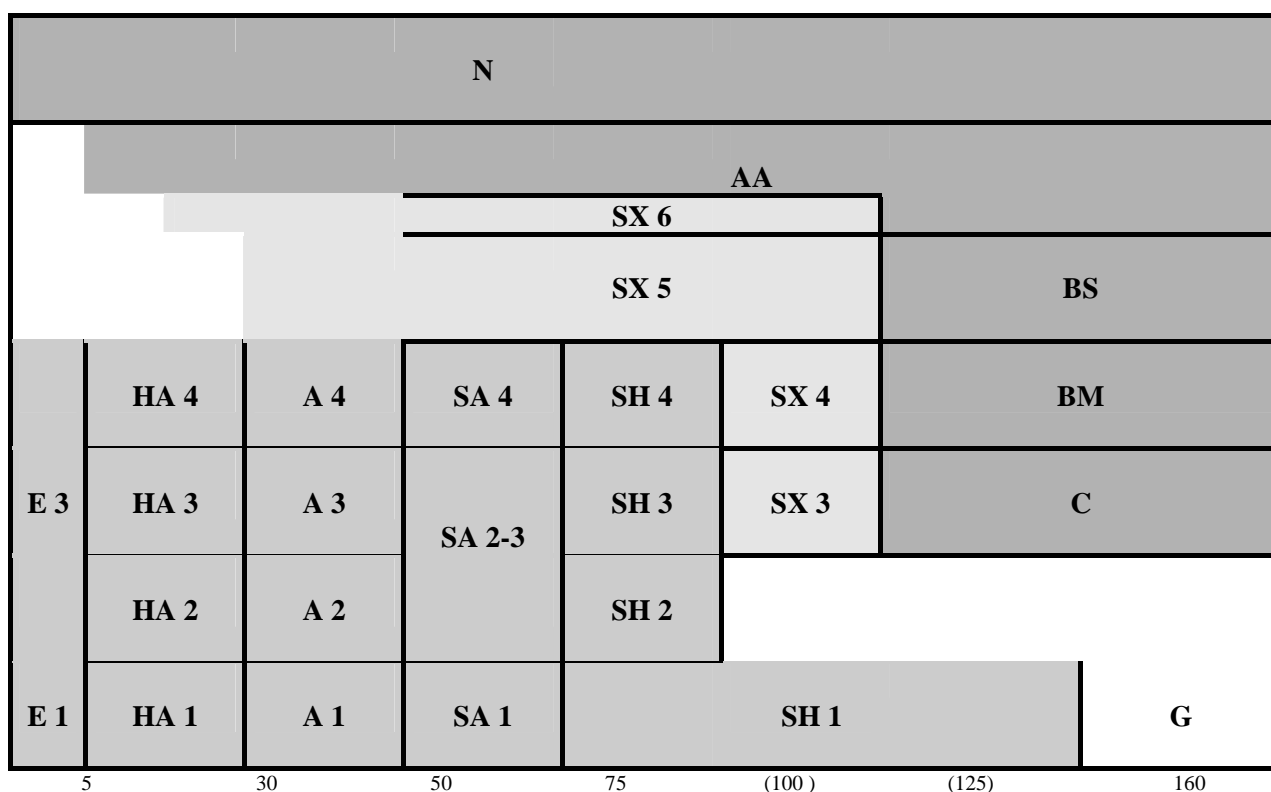 N
AA
SX 6
SX 5 BS
HA 4 A 4 SA 4 SH 4 SX 4 BM
E 3 HA 3 A 3 SH 3 SX 3 C
SA 2-3
HA 2 A 2 SH 2
E 1 HA 1 A 1 SA 1 SH 1 G
5 30 50 75 (100 ) (125) 160